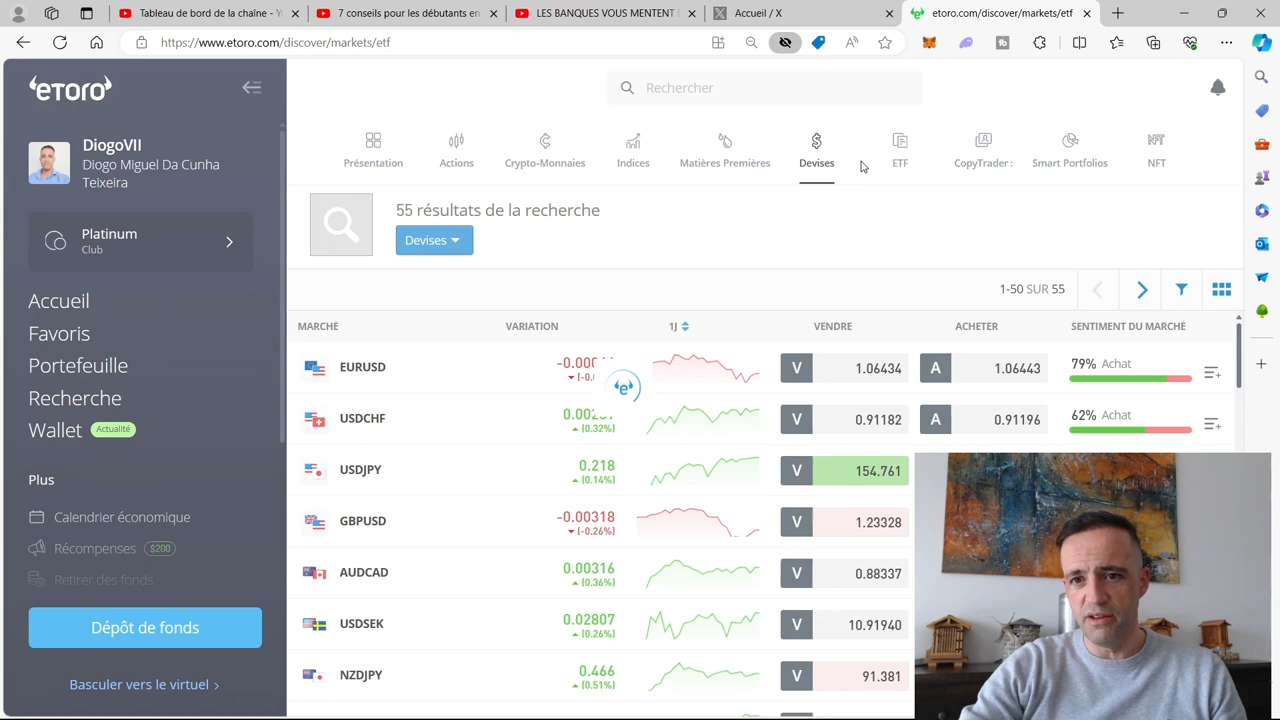 Tableau de bord de la chaîne - Y
7 conseils pour les débutants en
LES BANQUES VOUS MENTENT
Accueil / X
etoro.com/discover/markets/etf
https://www.etoro.com/discover/markets/etf
eToro
Rechercher
DiogoVII
Diogo Miguel Da Cunha
Teixeira
Platinum
Club
Accueil
Favoris
Portefeuille
Recherche
Wallet Actualité
Plus
Calendrier économique
Récompenses $200
Retirer des fonds
Dépôt de fonds
Basculer vers le virtuel >
Présentation
Actions
Crypto-Monnaies
Indices
Matières Premières
Devises
ETF
CopyTrader :
Smart Portfolios
NFT
55 résultats de la recherche
Devises
1-50 SUR 55
MARCHÉ VARIATION 1J VENDRE ACHETER SENTIMENT DU MARCHÉ
EURUSD V 1.06434 A 1.06443 79% Achat
USDCHF (0.32%) V 0.91182 A 0.91196 62% Achat
USDJPY 0.218 (0.14%) V 154.761
GBPUSD -0.00318 (-0.26%) V 1.23328
AUDCAD 0.00316 (0.36%) V 0.88337
USDSEK 0.02807 (0.26%) V 10.91940
NZDJPY 0.466 (0.51%) V 91.381